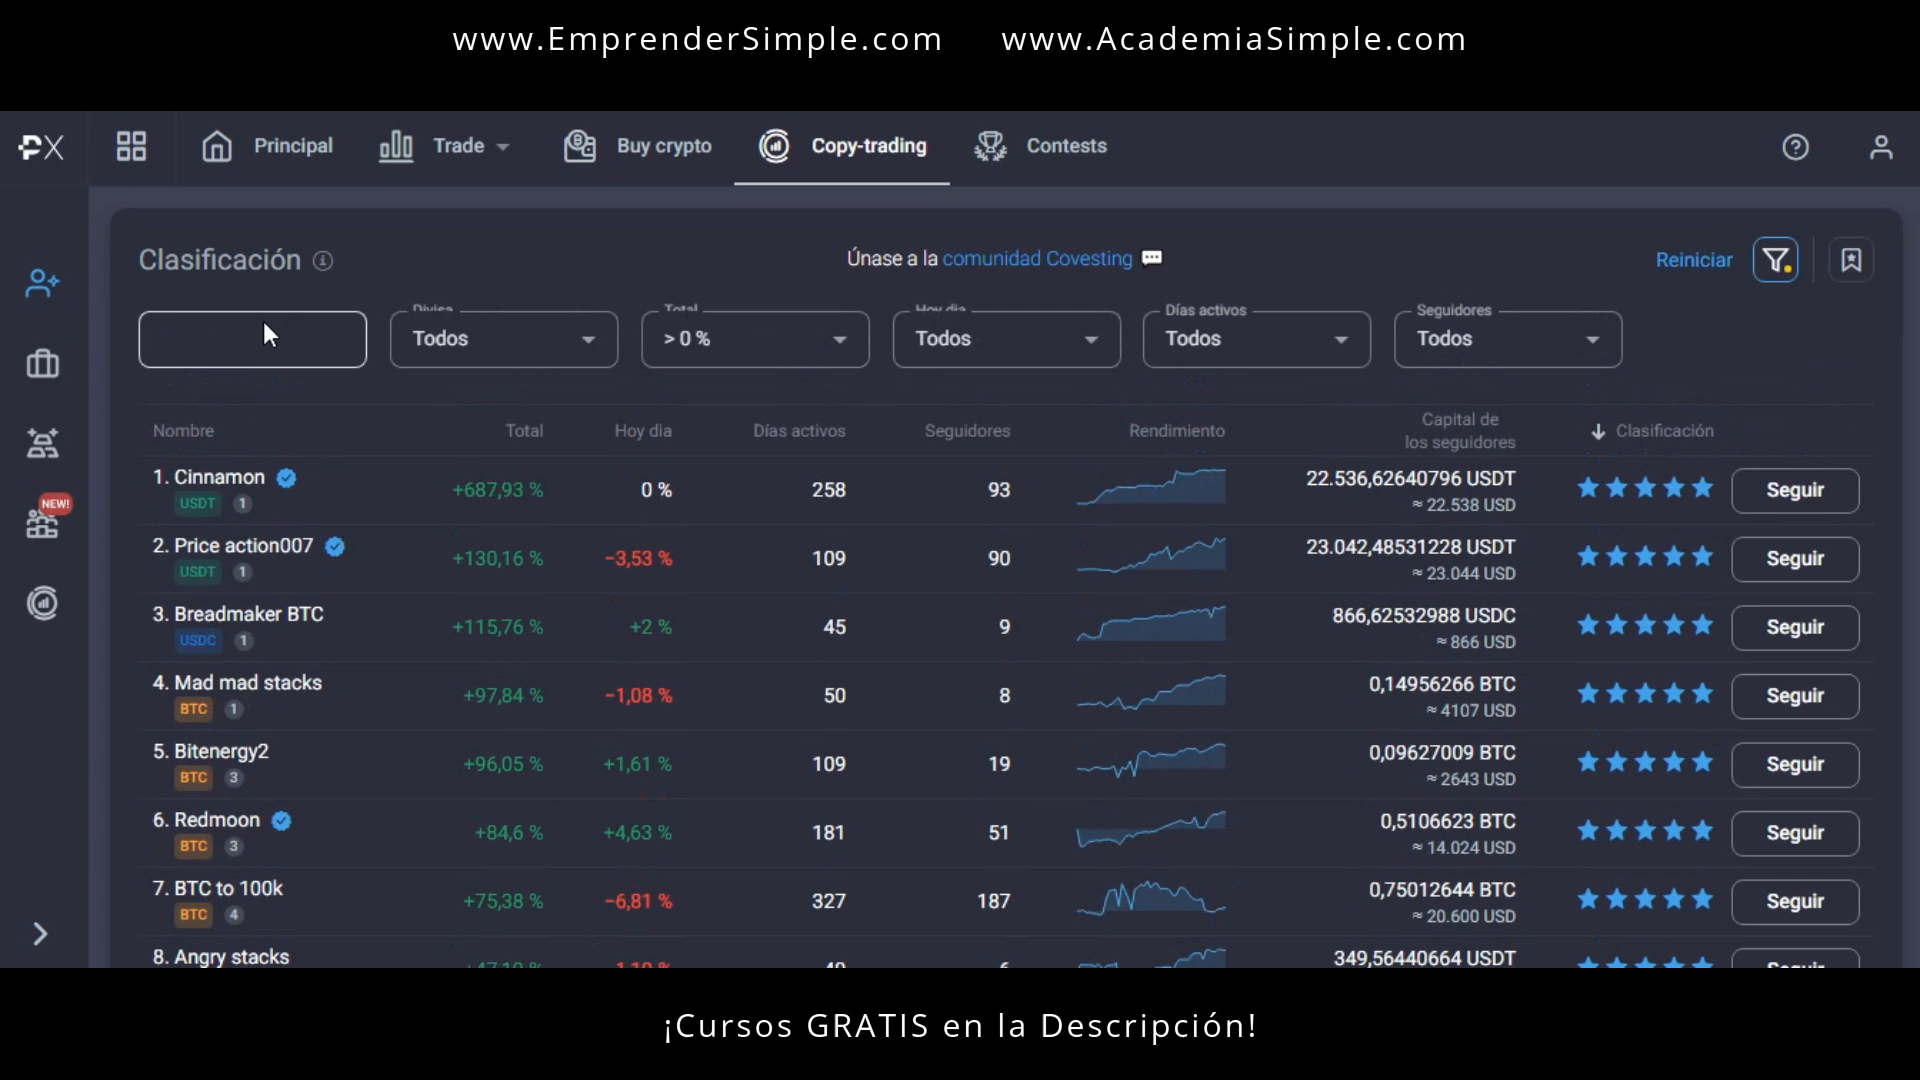 www.EmprenderSimple.com www.AcademiaSimple.com
PX Principal Trade Buy crypto Copy-trading Contests
Clasificación
Únase a la comunidad Covesting
Reiniciar
Divisa Total Hoy dia Días activos Seguidores
Todos > 0 % Todos Todos Todos
Nombre Total Hoy dia Días activos Seguidores Rendimiento Capital de los seguidores Clasificación
1. Cinnamon +687,93 % 0 % 258 93 22.536,62640796 USDT Seguir
USDT 1 ≈ 22.538 USD
NEW!
2. Price action007 +130,16 % −3,53 % 109 90 23.042,48531228 USDT Seguir
USDT 1 ≈ 23.044 USD
3. Breadmaker BTC +115,76 % +2 % 45 9 866,62532988 USDC Seguir
USDC 1 ≈ 866 USD
4. Mad mad stacks +97,84 % −1,08 % 50 8 0,14956266 BTC Seguir
BTC 1 ≈ 4107 USD
5. Bitenergy2 +96,05 % +1,61 % 109 19 0,09627009 BTC Seguir
BTC 3 ≈ 2643 USD
6. Redmoon +84,6 % +4,63 % 181 51 0,5106623 BTC Seguir
BTC 3 ≈ 14.024 USD
7. BTC to 100k +75,38 % −6,81 % 327 187 0,75012644 BTC Seguir
BTC 4 ≈ 20.600 USD
8. Angry stacks 349,56440664 USDT
¡Cursos GRATIS en la Descripción!